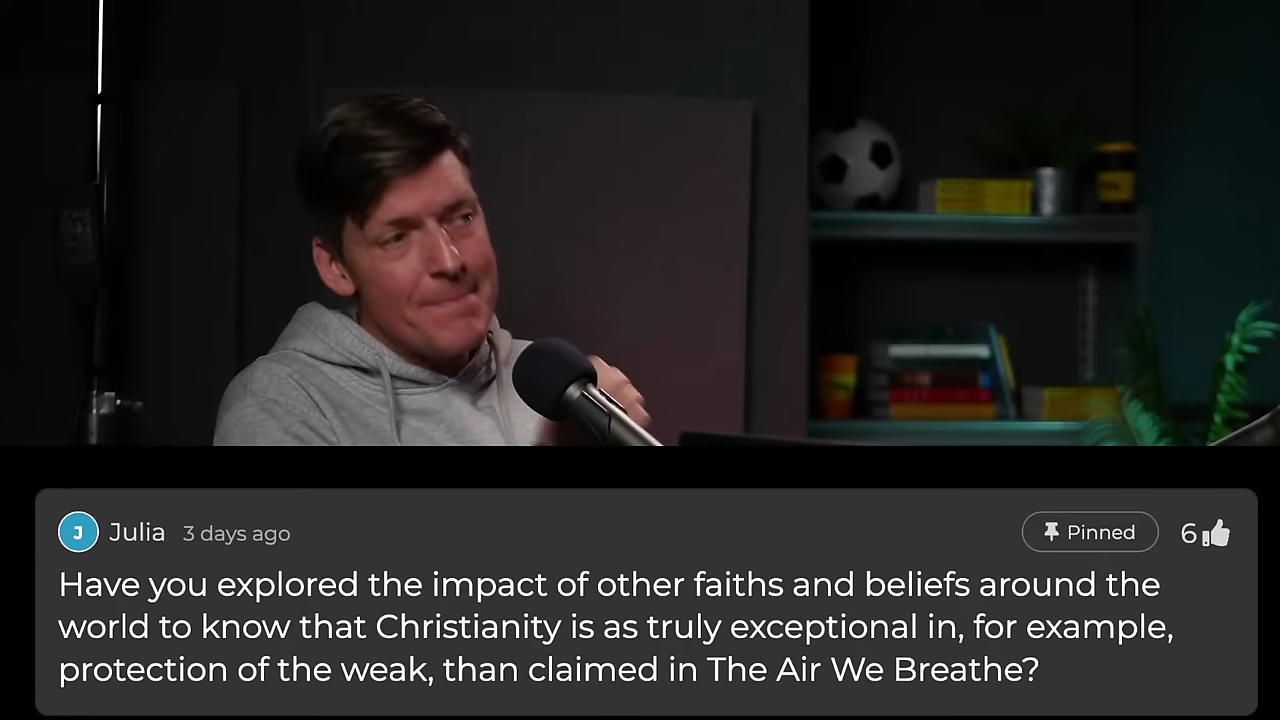 J Julia 3 days ago Pinned 6
Have you explored the impact of other faiths and beliefs around the
world to know that Christianity is as truly exceptional in, for example,
protection of the weak, than claimed in The Air We Breathe?